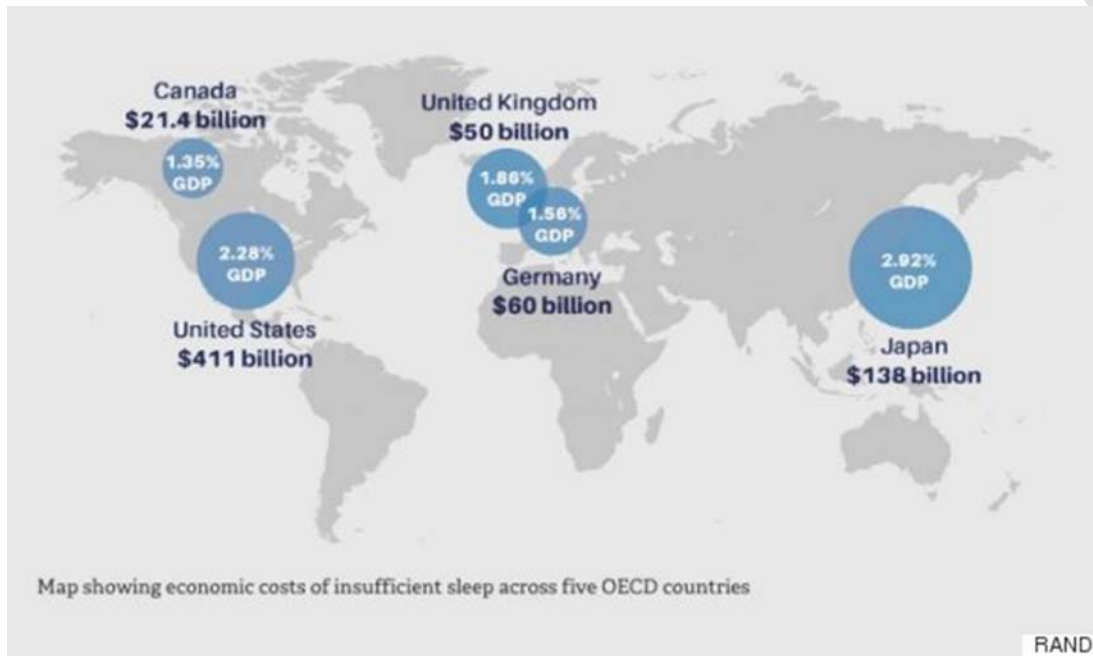 Canada
$21.4 billion
1.35%
GDP
United Kingdom
$50 billion
1.86%
GDP
1.56%
GDP
Germany
$60 billion
2.28%
GDP
United States
$411 billion
2.92%
GDP
Japan
$138 billion
Map showing economic costs of insufficient sleep across five OECD countries
RAND